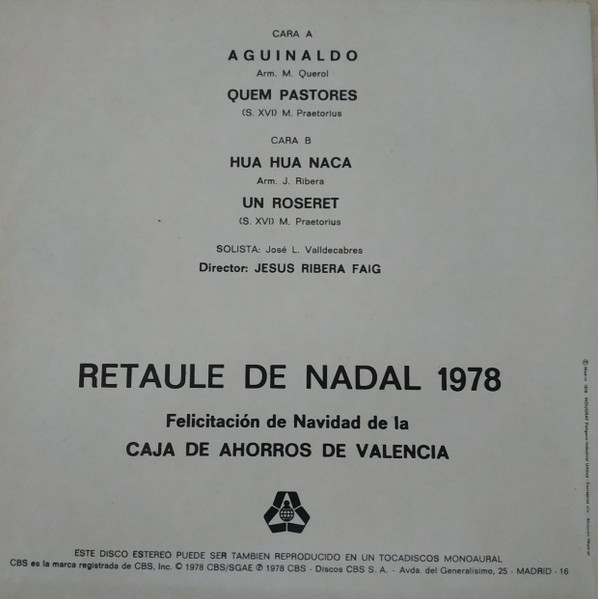 CARA A
AGUINALDO
Arm. M. Querol
QUEM PASTORES
(S. XVI) M. Praetorius
CARA B
HUA HUA NACA
Arm. J. Ribera
UN ROSERET
(S. XVI) M. Praetorius
SOLISTA: José L. Valldecabres
Director: JESUS RIBERA FAIG
RETAULE DE NADAL 1978
Felicitación de Navidad de la
CAJA DE AHORROS DE VALENCIA
ESTE DISCO ESTEREO PUEDE SER TAMBIEN REPRODUCIDO EN UN TOCADISCOS MONOAURAL
CBS es la marca registrada de CBS, Inc. © 1978 CBS/SGAE ℗ 1978 CBS - Discos CBS S. A. - Avda. del Generalísimo, 25 - MADRID - 16